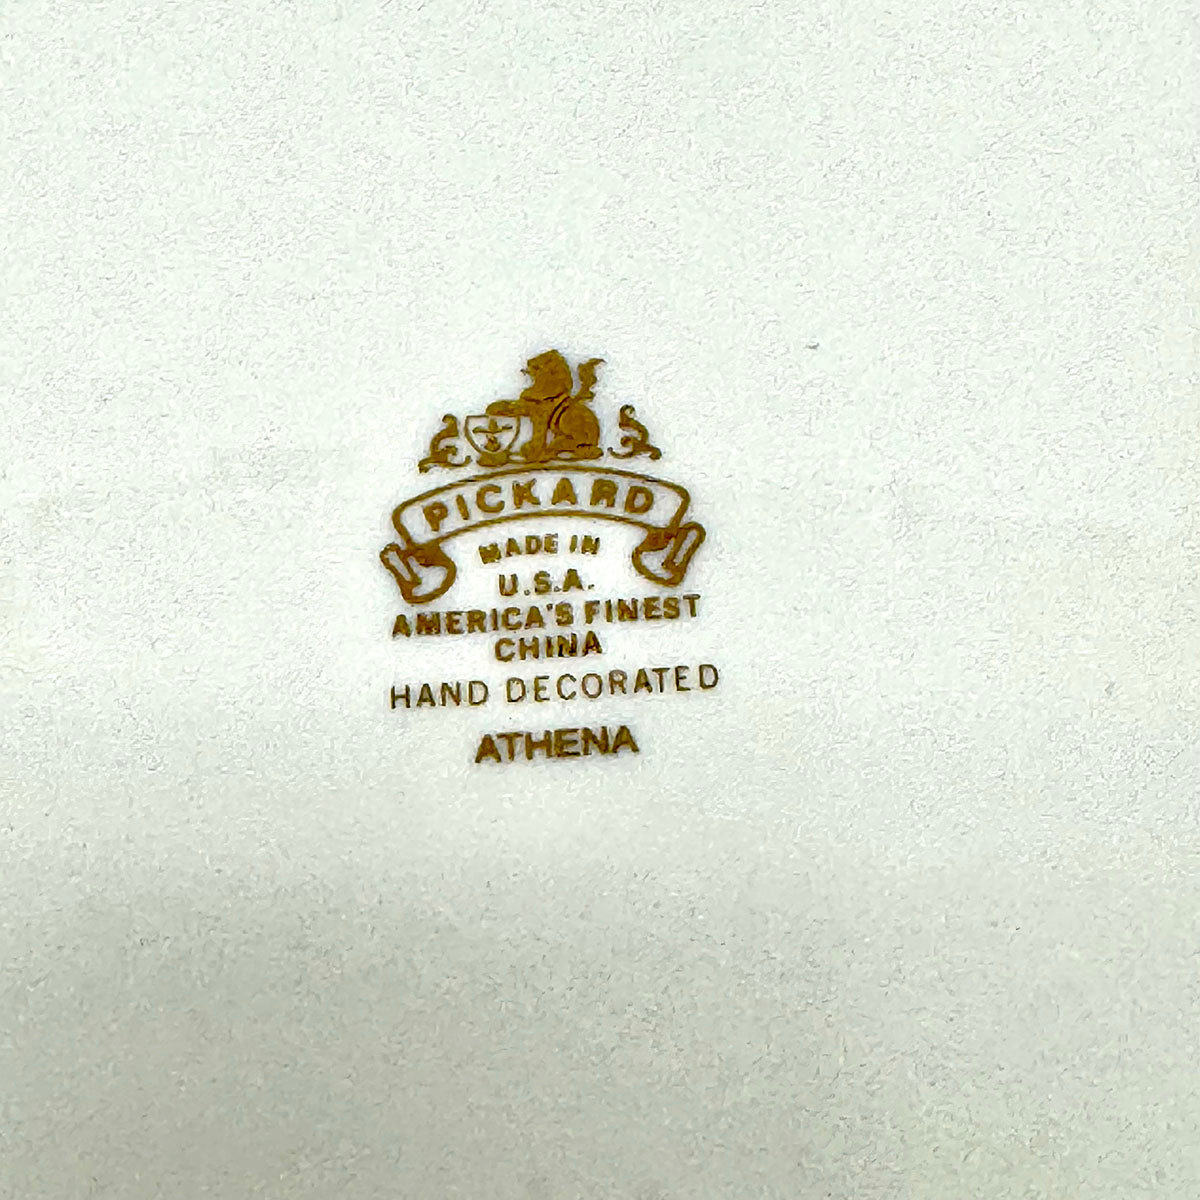 PICKARD
MADE IN
U.S.A.
AMERICA'S FINEST
CHINA
HAND DECORATED
ATHENA